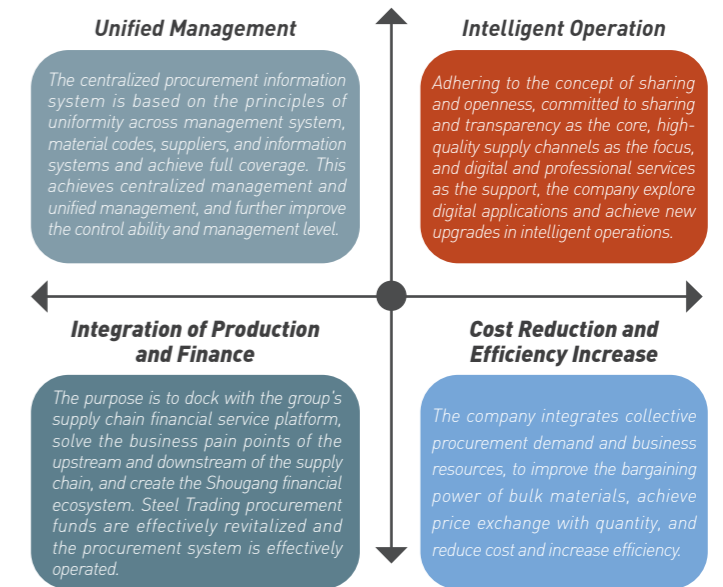 Unified Management
The centralized procurement information
system is based on the principles of
uniformity across management system,
material codes, suppliers, and information
systems and achieve full coverage. This
achieves centralized management and
unified management, and further improve
the control ability and management level.
Intelligent Operation
Adhering to the concept of sharing
and openness, committed to sharing
and transparency as the core, high-
quality supply channels as the focus,
and digital and professional services
as the support, the company explore
digital applications and achieve new
upgrades in intelligent operations.
Integration of Production
and Finance
The purpose is to dock with the group's
supply chain financial service platform,
solve the business pain points of the
upstream and downstream of the supply
chain, and create the Shougang financial
ecosystem. Steel Trading procurement
funds are effectively revitalized and
the procurement system is effectively
operated.
Cost Reduction and
Efficiency Increase
The company integrates collective
procurement demand and business
resources, to improve the bargaining
power of bulk materials, achieve
price exchange with quantity, and
reduce cost and increase efficiency.